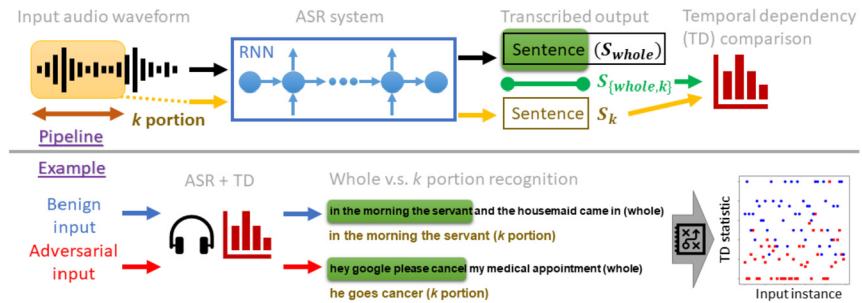 Input audio waveform
ASR system
Transcribed output
Temporal dependency
(TD) comparison
RNN
Sentence (S_whole)
S_{whole,k}
k portion
Sentence S_k
Pipeline
Example
ASR + TD
Whole v.s. k portion recognition
Benign
input
in the morning the servant and the housemaid came in (whole)
in the morning the servant (k portion)
Adversarial
input
hey google please cancel my medical appointment (whole)
he goes cancer (k portion)
TD statistic
Input instance